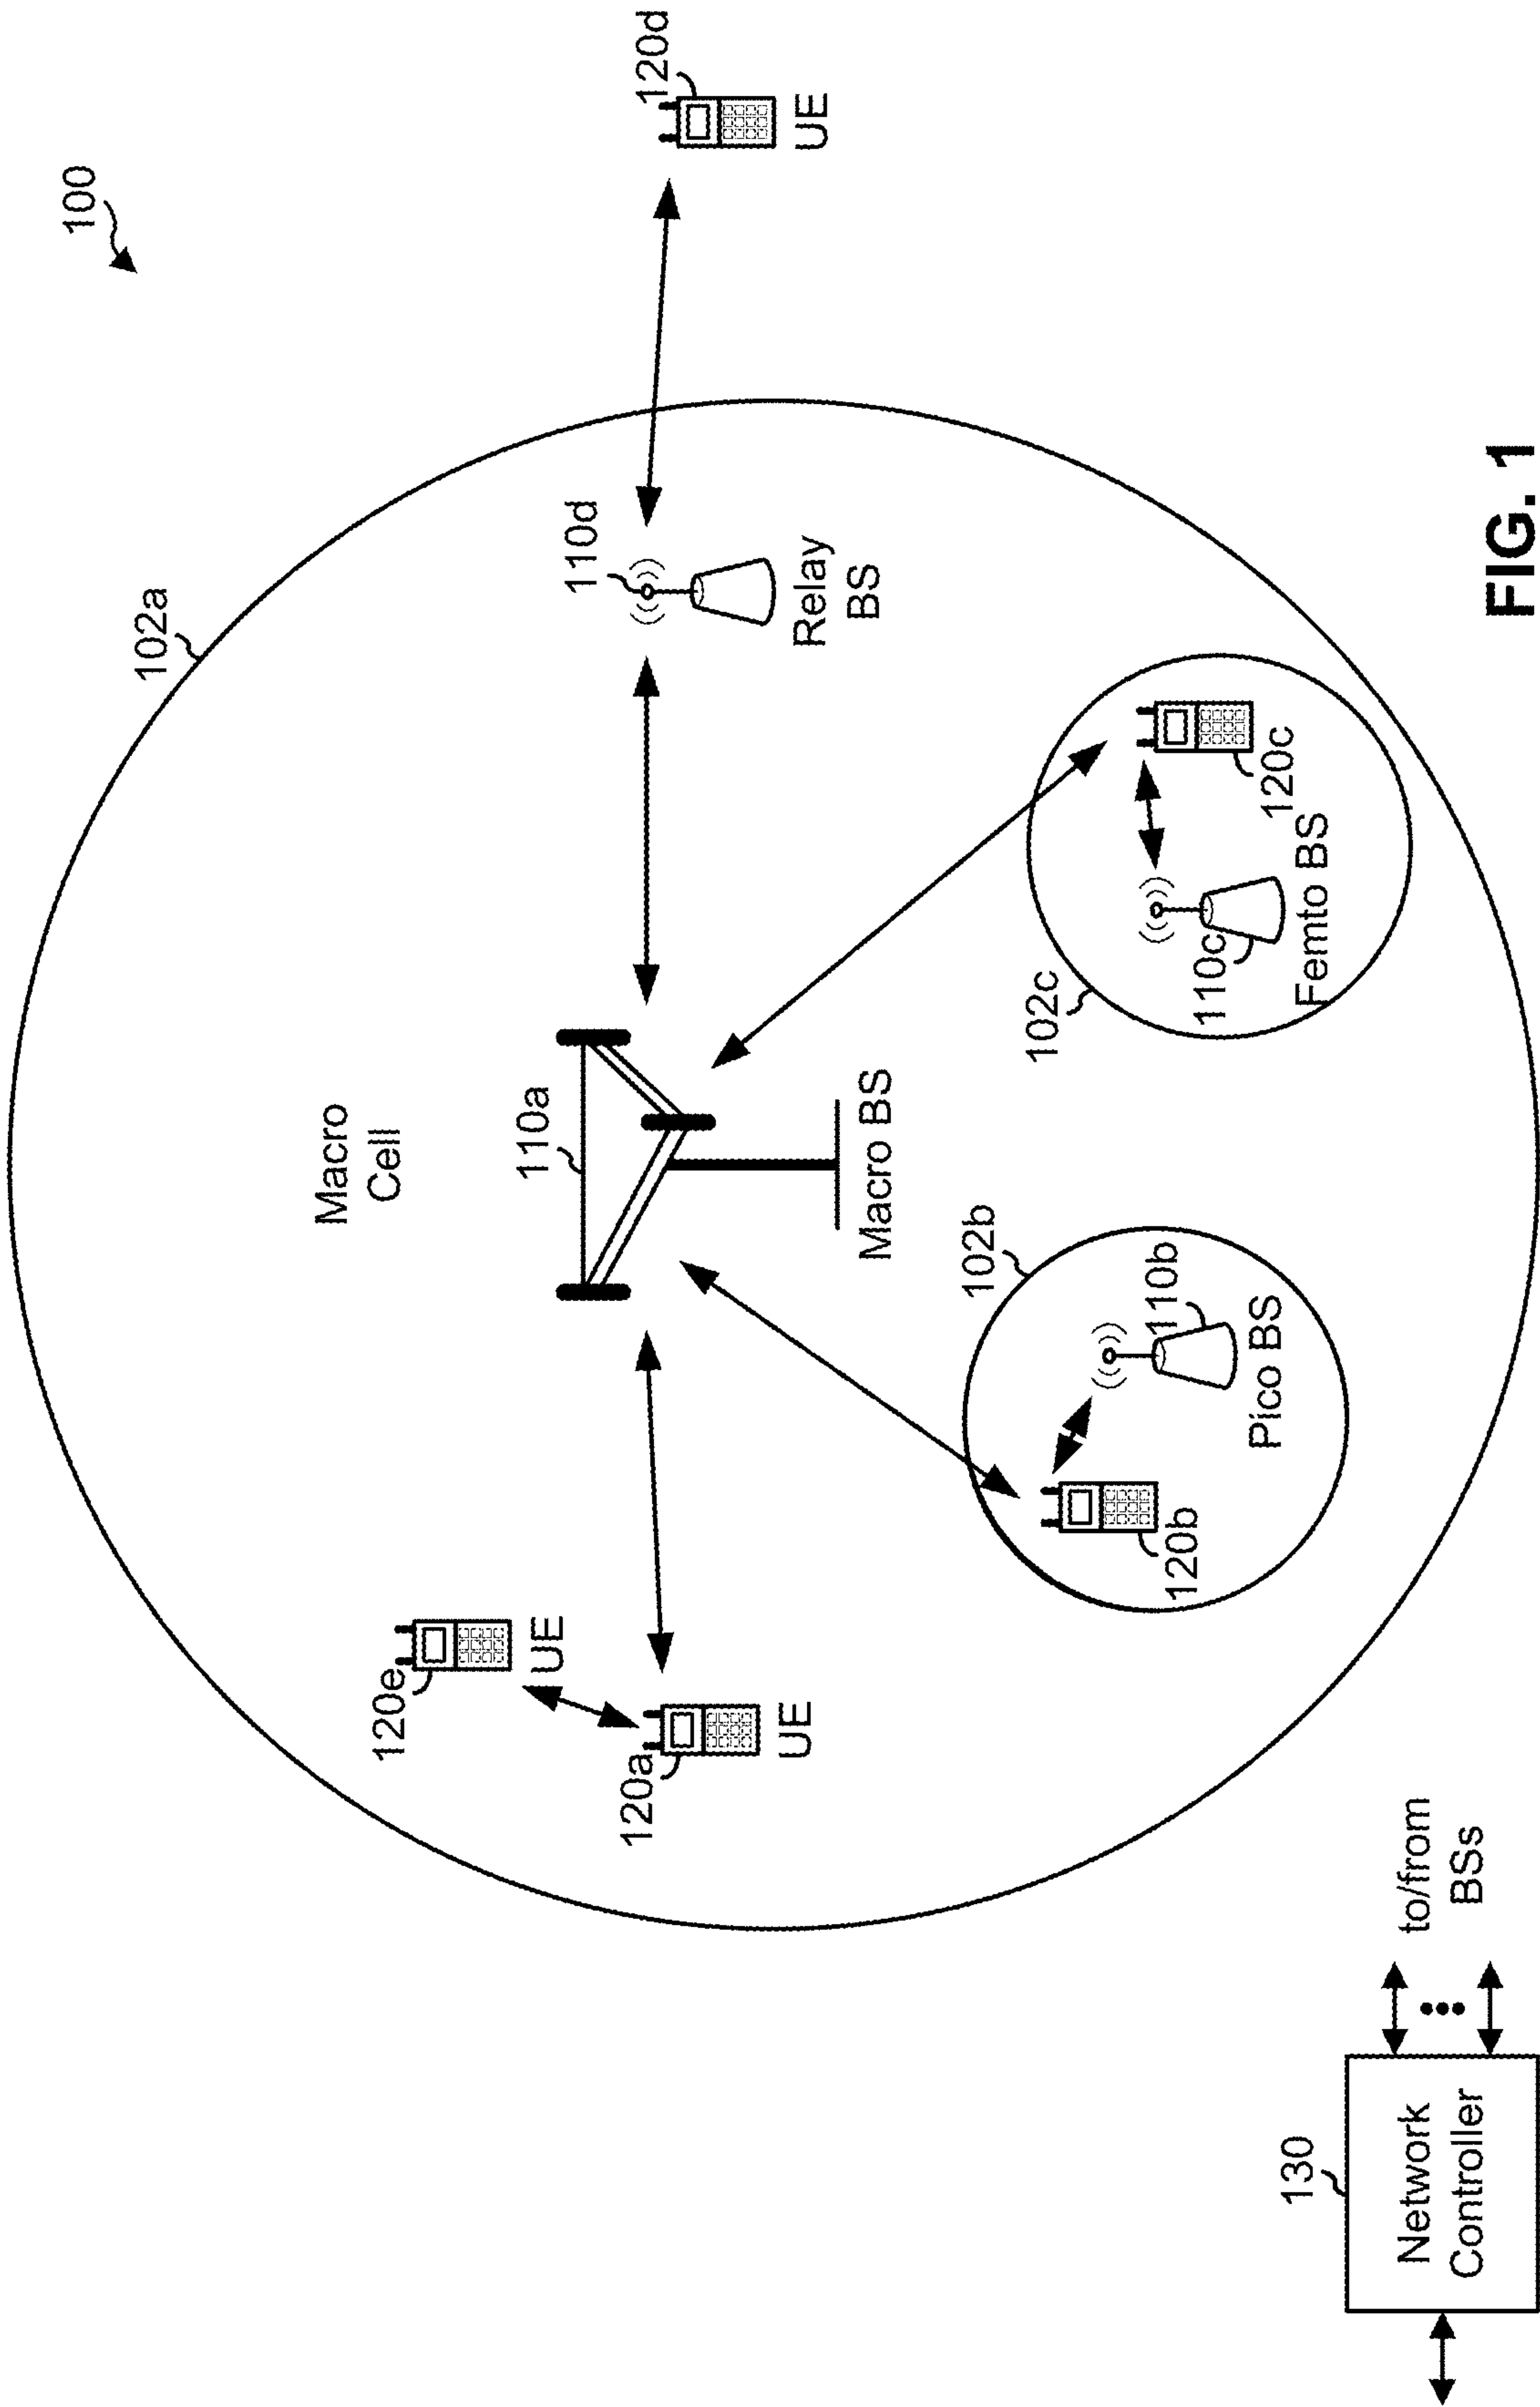 100
102a
Macro
Cell
110a
Macro BS
110d
Relay
BS
120d
UE
120e
UE
120a
UE
102b
110b
Pico BS
120b
102c
110c
Femto BS
120c
130
Network
Controller
to/from
BSs
FIG. 1